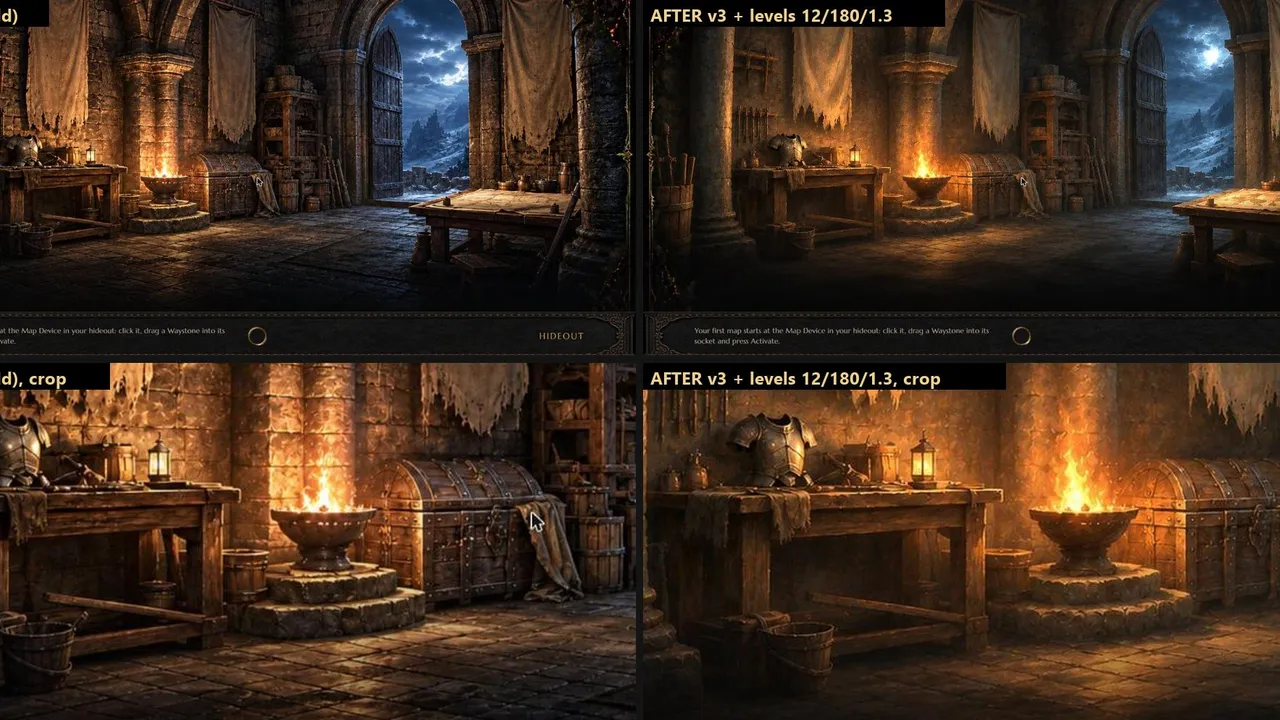 d)
AFTER v3 + levels 12/180/1.3
at the Map Device in your hideout: click it, drag a Waystone into its
vate.
HIDEOUT
Your first map starts at the Map Device in your hideout: click it, drag a Waystone into its
socket and press Activate.
d), crop
AFTER v3 + levels 12/180/1.3, crop